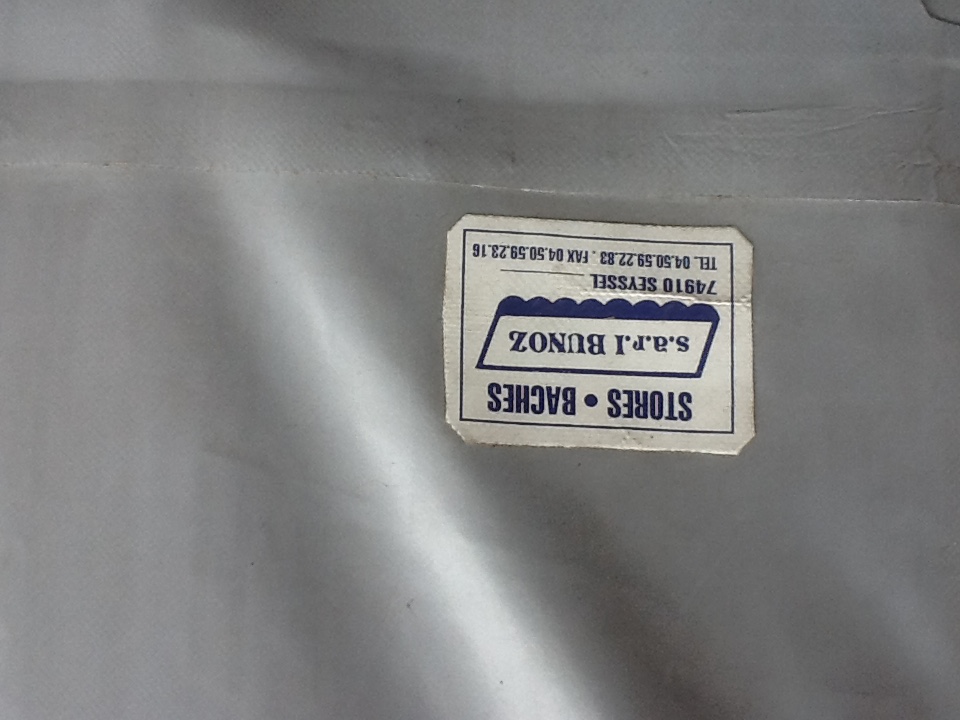 STORES • BACHES
s.a.r.l BUNOZ
74910 SEYSSEL
TEL. 04.50.59.22.83 . FAX 04.50.59.23.16